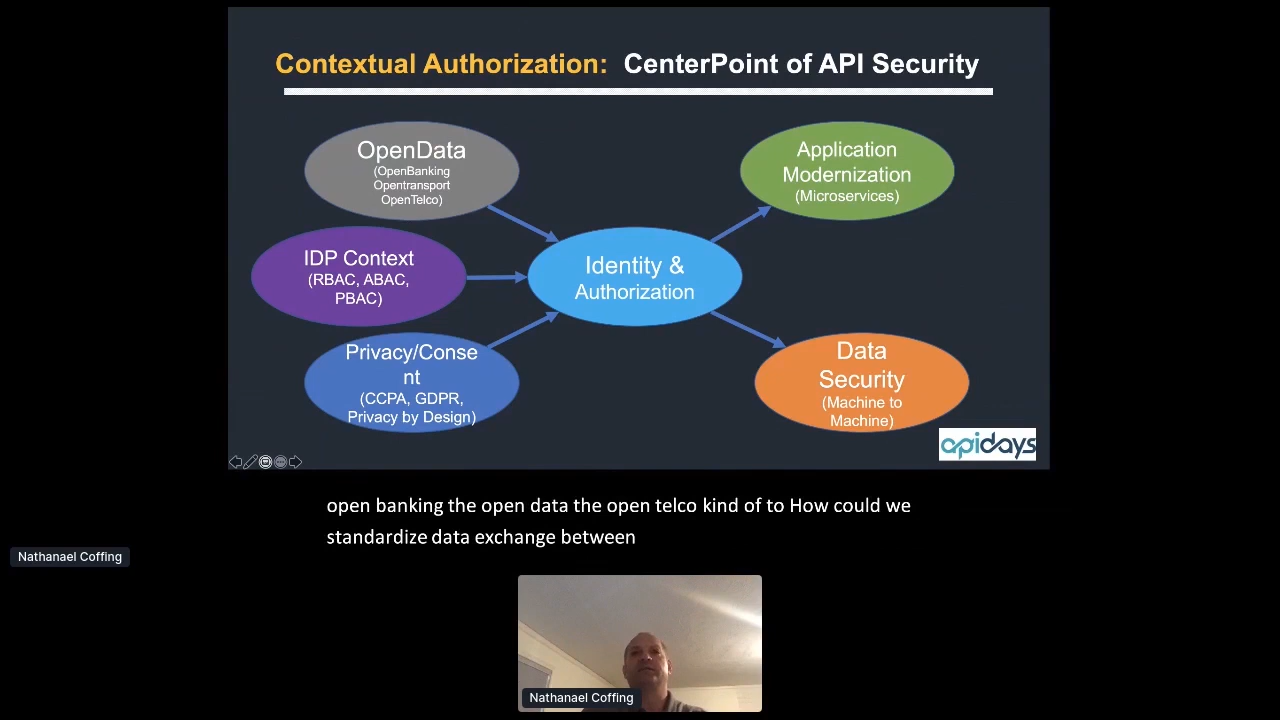 Contextual Authorization: CenterPoint of API Security
OpenData
(OpenBanking
Opentransport
OpenTelco)
Application
Modernization
(Microservices)
IDP Context
(RBAC, ABAC,
PBAC)
Identity &
Authorization
Privacy/Conse
nt
(CCPA, GDPR,
Privacy by Design)
Data
Security
(Machine to
Machine)
apidays
open banking the open data the open telco kind of to How could we
standardize data exchange between
Nathanael Coffing
Nathanael Coffing